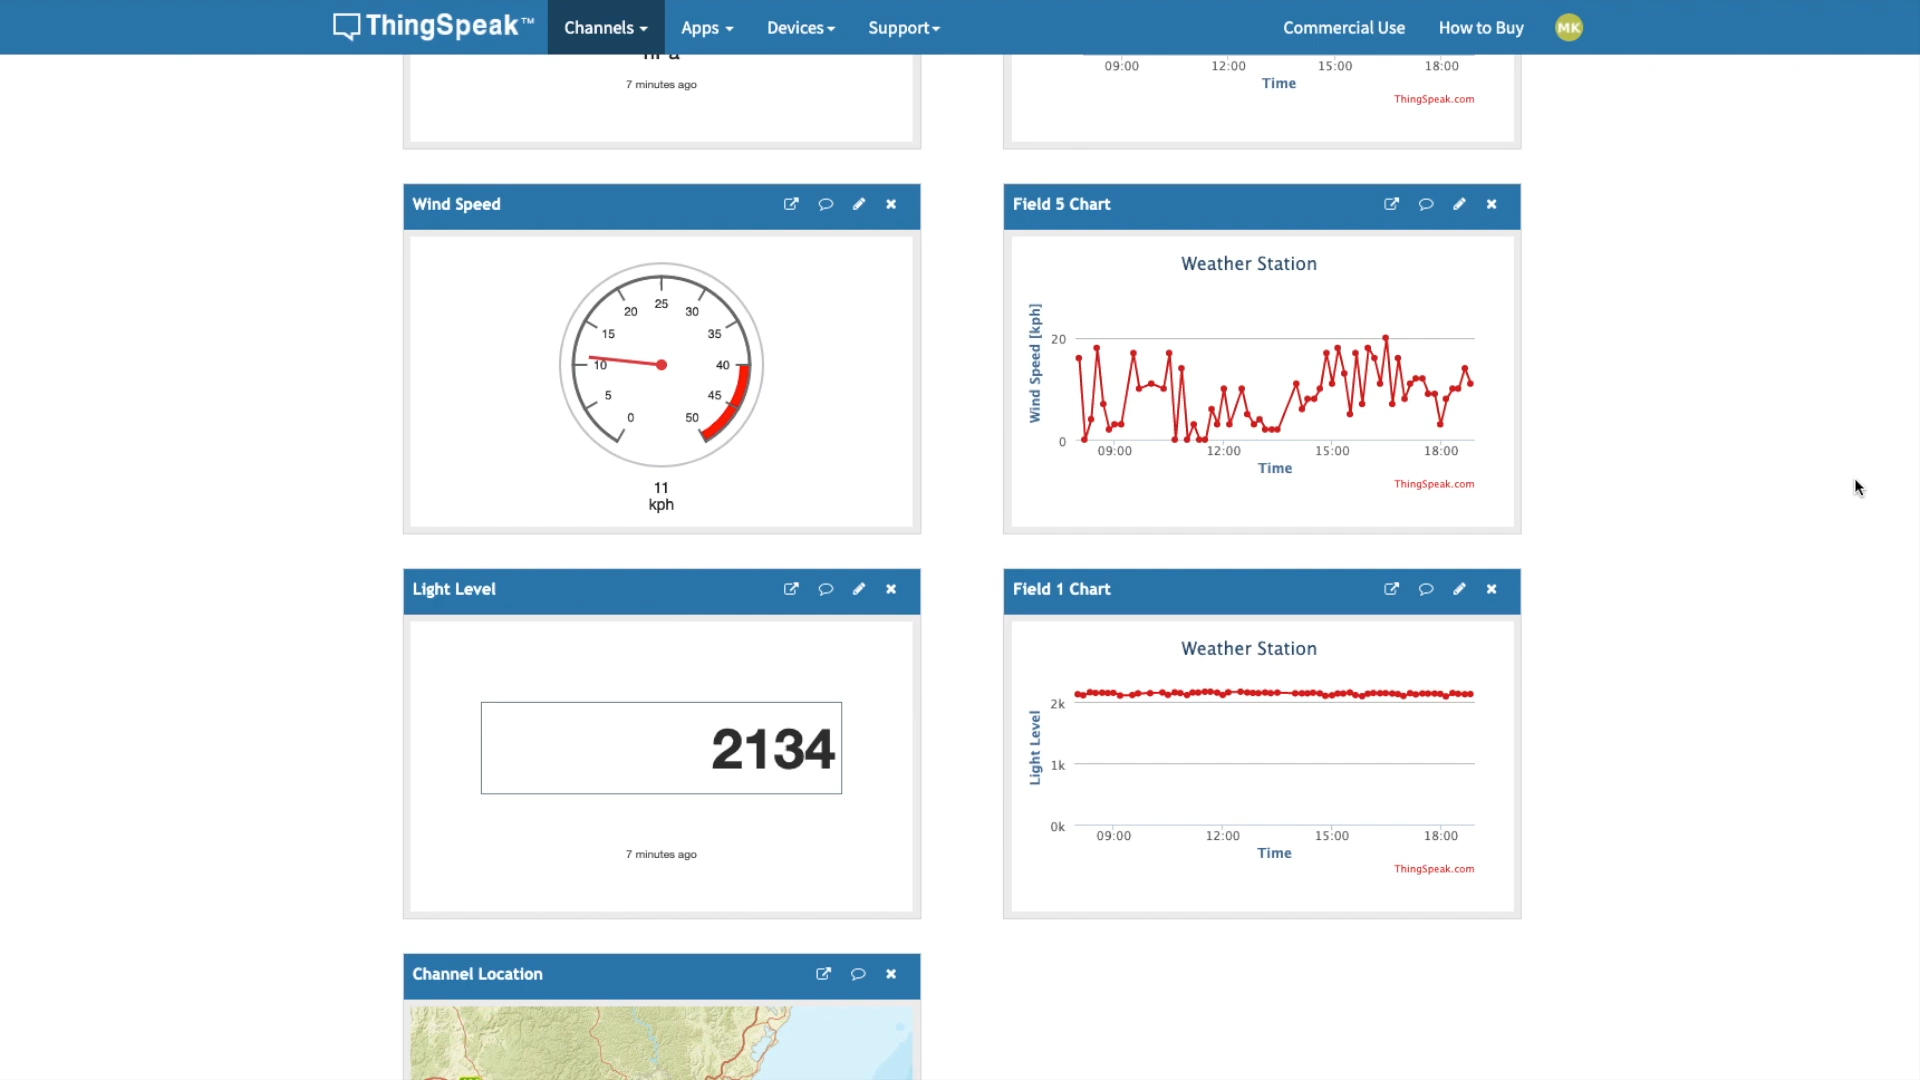 ThingSpeak™
Channels
Apps
Devices
Support
Commercial Use
How to Buy
MK
7 minutes ago
09:00
12:00
15:00
18:00
Time
ThingSpeak.com
Wind Speed
0
5
10
15
20
25
30
35
40
45
50
11
kph
Field 5 Chart
Weather Station
Wind Speed [kph]
20
0
09:00
12:00
15:00
18:00
Time
ThingSpeak.com
Light Level
2134
7 minutes ago
Field 1 Chart
Weather Station
Light Level
2k
1k
0k
09:00
12:00
15:00
18:00
Time
ThingSpeak.com
Channel Location